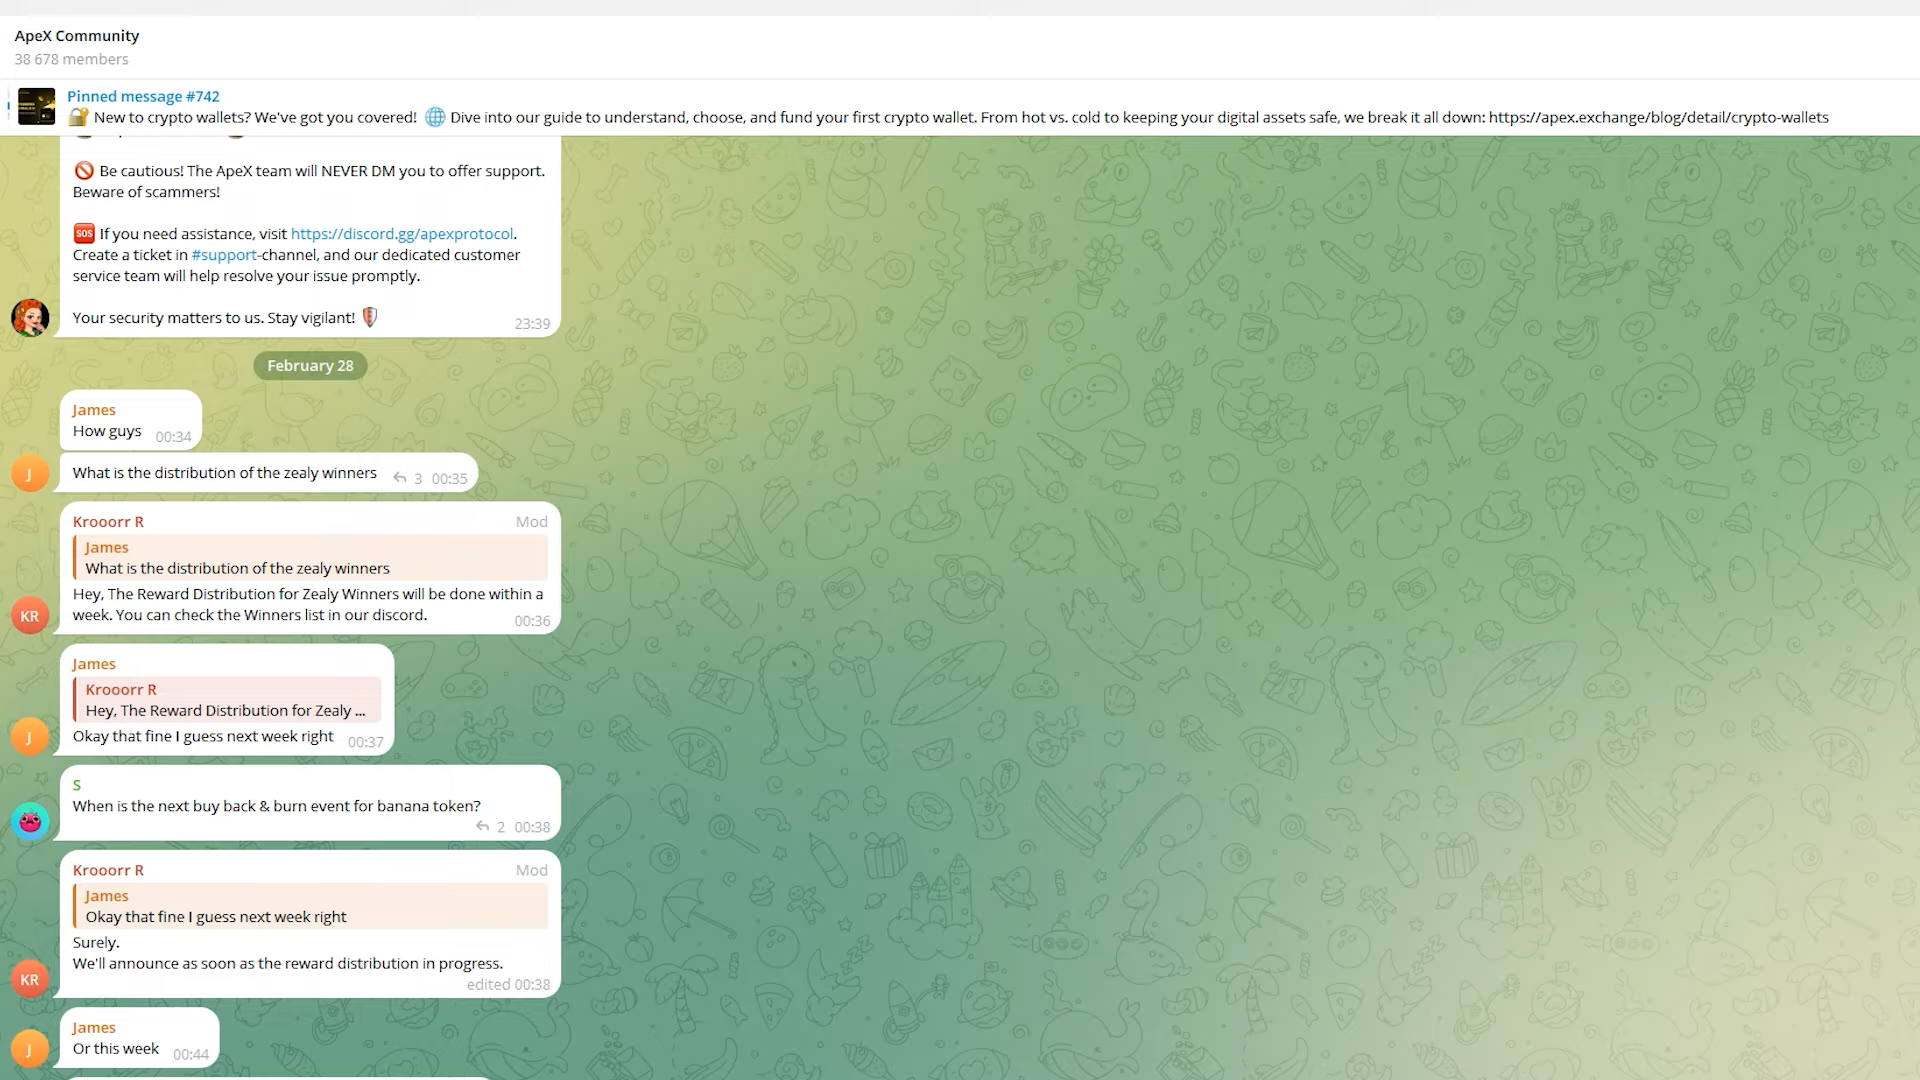 ApeX Community
38 678 members
Pinned message #742
🔐 New to crypto wallets? We've got you covered! 🌐 Dive into our guide to understand, choose, and fund your first crypto wallet. From hot vs. cold to keeping your digital assets safe, we break it all down: https://apex.exchange/blog/detail/crypto-wallets
🚫 Be cautious! The ApeX team will NEVER DM you to offer support.
Beware of scammers!
🆘 If you need assistance, visit https://discord.gg/apexprotocol.
Create a ticket in #support-channel, and our dedicated customer
service team will help resolve your issue promptly.
Your security matters to us. Stay vigilant! 🛡
23:39
February 28
James
How guys 00:34
J
What is the distribution of the zealy winners 3 00:35
Krooorr R Mod
James
What is the distribution of the zealy winners
Hey, The Reward Distribution for Zealy Winners will be done within a
week. You can check the Winners list in our discord.
KR
00:36
James
Krooorr R
Hey, The Reward Distribution for Zealy ...
J
Okay that fine I guess next week right 00:37
S
When is the next buy back & burn event for banana token?
2 00:38
Krooorr R Mod
James
Okay that fine I guess next week right
Surely.
We'll announce as soon as the reward distribution in progress.
KR
edited 00:38
James
J
Or this week 00:44